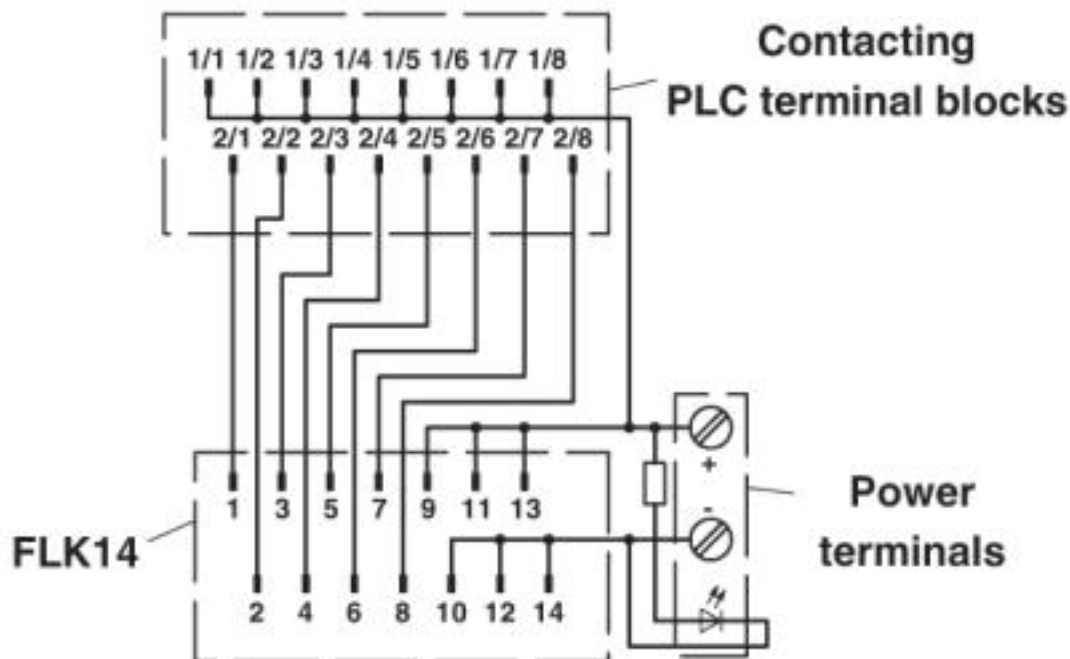 1/1 1/2 1/3 1/4 1/5 1/6 1/7 1/8
Contacting
PLC terminal blocks
2/1 2/2 2/3 2/4 2/5 2/6 2/7 2/8
+
-
1 3 5 7 9 11 13
Power
terminals
FLK14
2 4 6 8 10 12 14